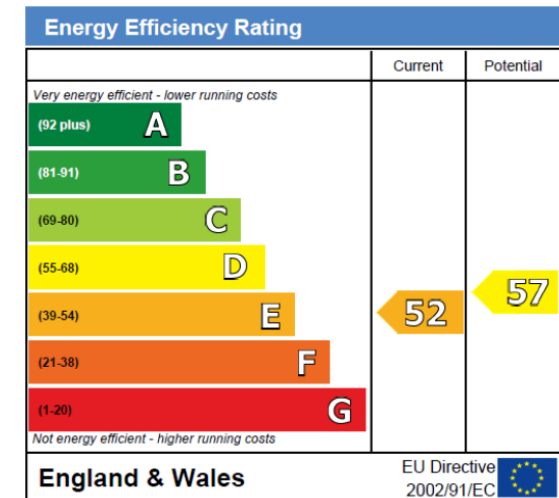 Energy Efficiency Rating
Current Potential
Very energy efficient - lower running costs
(92 plus) A
(81-91) B
(69-80) C
(55-68) D
(39-54) E
52
57
(21-38) F
(1-20) G
Not energy efficient - higher running costs
England & Wales
EU Directive
2002/91/EC